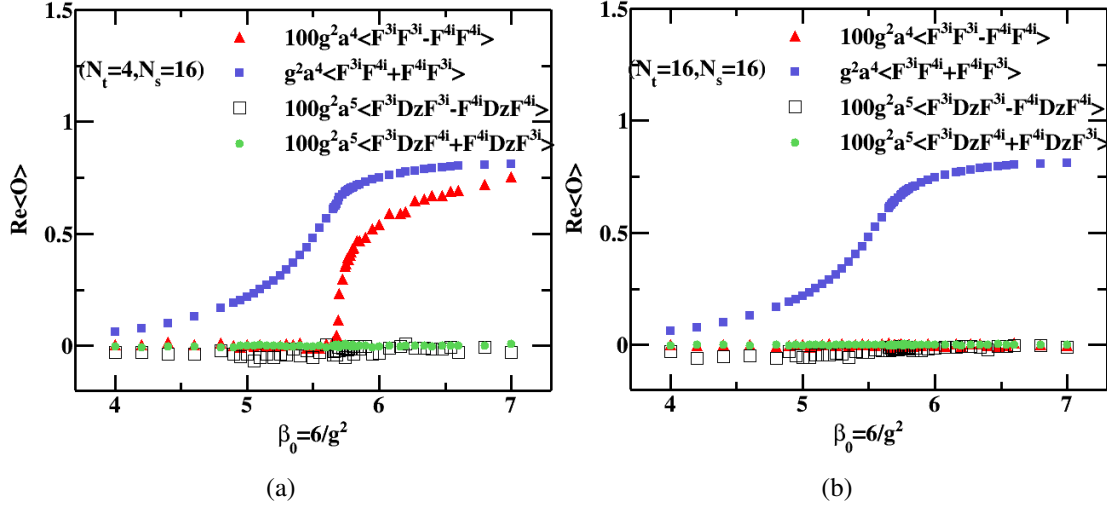 1.5
1
0.5
0
Re<O>
100g²a⁴<F³ⁱF³ⁱ-F⁴ⁱF⁴ⁱ>
(Nₜ=4,Nₛ=16)
g²a⁴<F³ⁱF⁴ⁱ+F⁴ⁱF³ⁱ>
100g²a⁵<F³ⁱDzF³ⁱ-F⁴ⁱDzF⁴ⁱ>
100g²a⁵<F³ⁱDzF⁴ⁱ+F⁴ⁱDzF³ⁱ>
4 5 6 7
β₀=6/g²
(a)
1.5
1
0.5
0
Re<O>
100g²a⁴<F³ⁱF³ⁱ-F⁴ⁱF⁴ⁱ>
(Nₜ=16,Nₛ=16)
g²a⁴<F³ⁱF⁴ⁱ+F⁴ⁱF³ⁱ>
100g²a⁵<F³ⁱDzF³ⁱ-F⁴ⁱDzF⁴ⁱ>
100g²a⁵<F³ⁱDzF⁴ⁱ+F⁴ⁱDzF³ⁱ>
4 5 6 7
β₀=6/g²
(b)